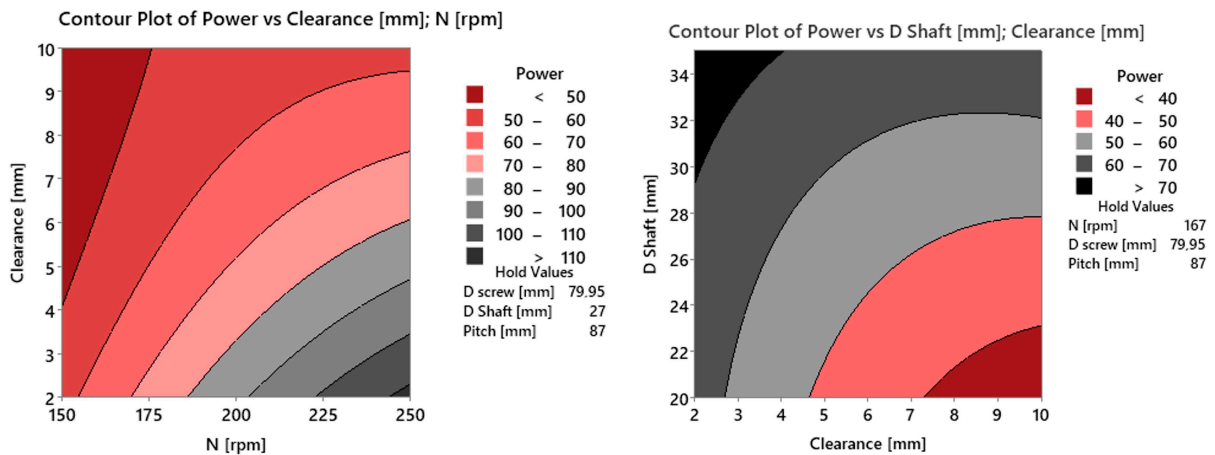 Contour Plot of Power vs Clearance [mm]; N [rpm]
10
9
8
7
6
5
4
3
2
Clearance [mm]
150
175
200
225
250
N [rpm]
Power
< 50
50 – 60
60 – 70
70 – 80
80 – 90
90 – 100
100 – 110
> 110
Hold Values
D screw [mm] 79,95
D Shaft [mm] 27
Pitch [mm] 87
Contour Plot of Power vs D Shaft [mm]; Clearance [mm]
34
32
30
28
26
24
22
20
D Shaft [mm]
2
3
4
5
6
7
8
9
10
Clearance [mm]
Power
< 40
40 – 50
50 – 60
60 – 70
> 70
Hold Values
N [rpm] 167
D screw [mm] 79,95
Pitch [mm] 87